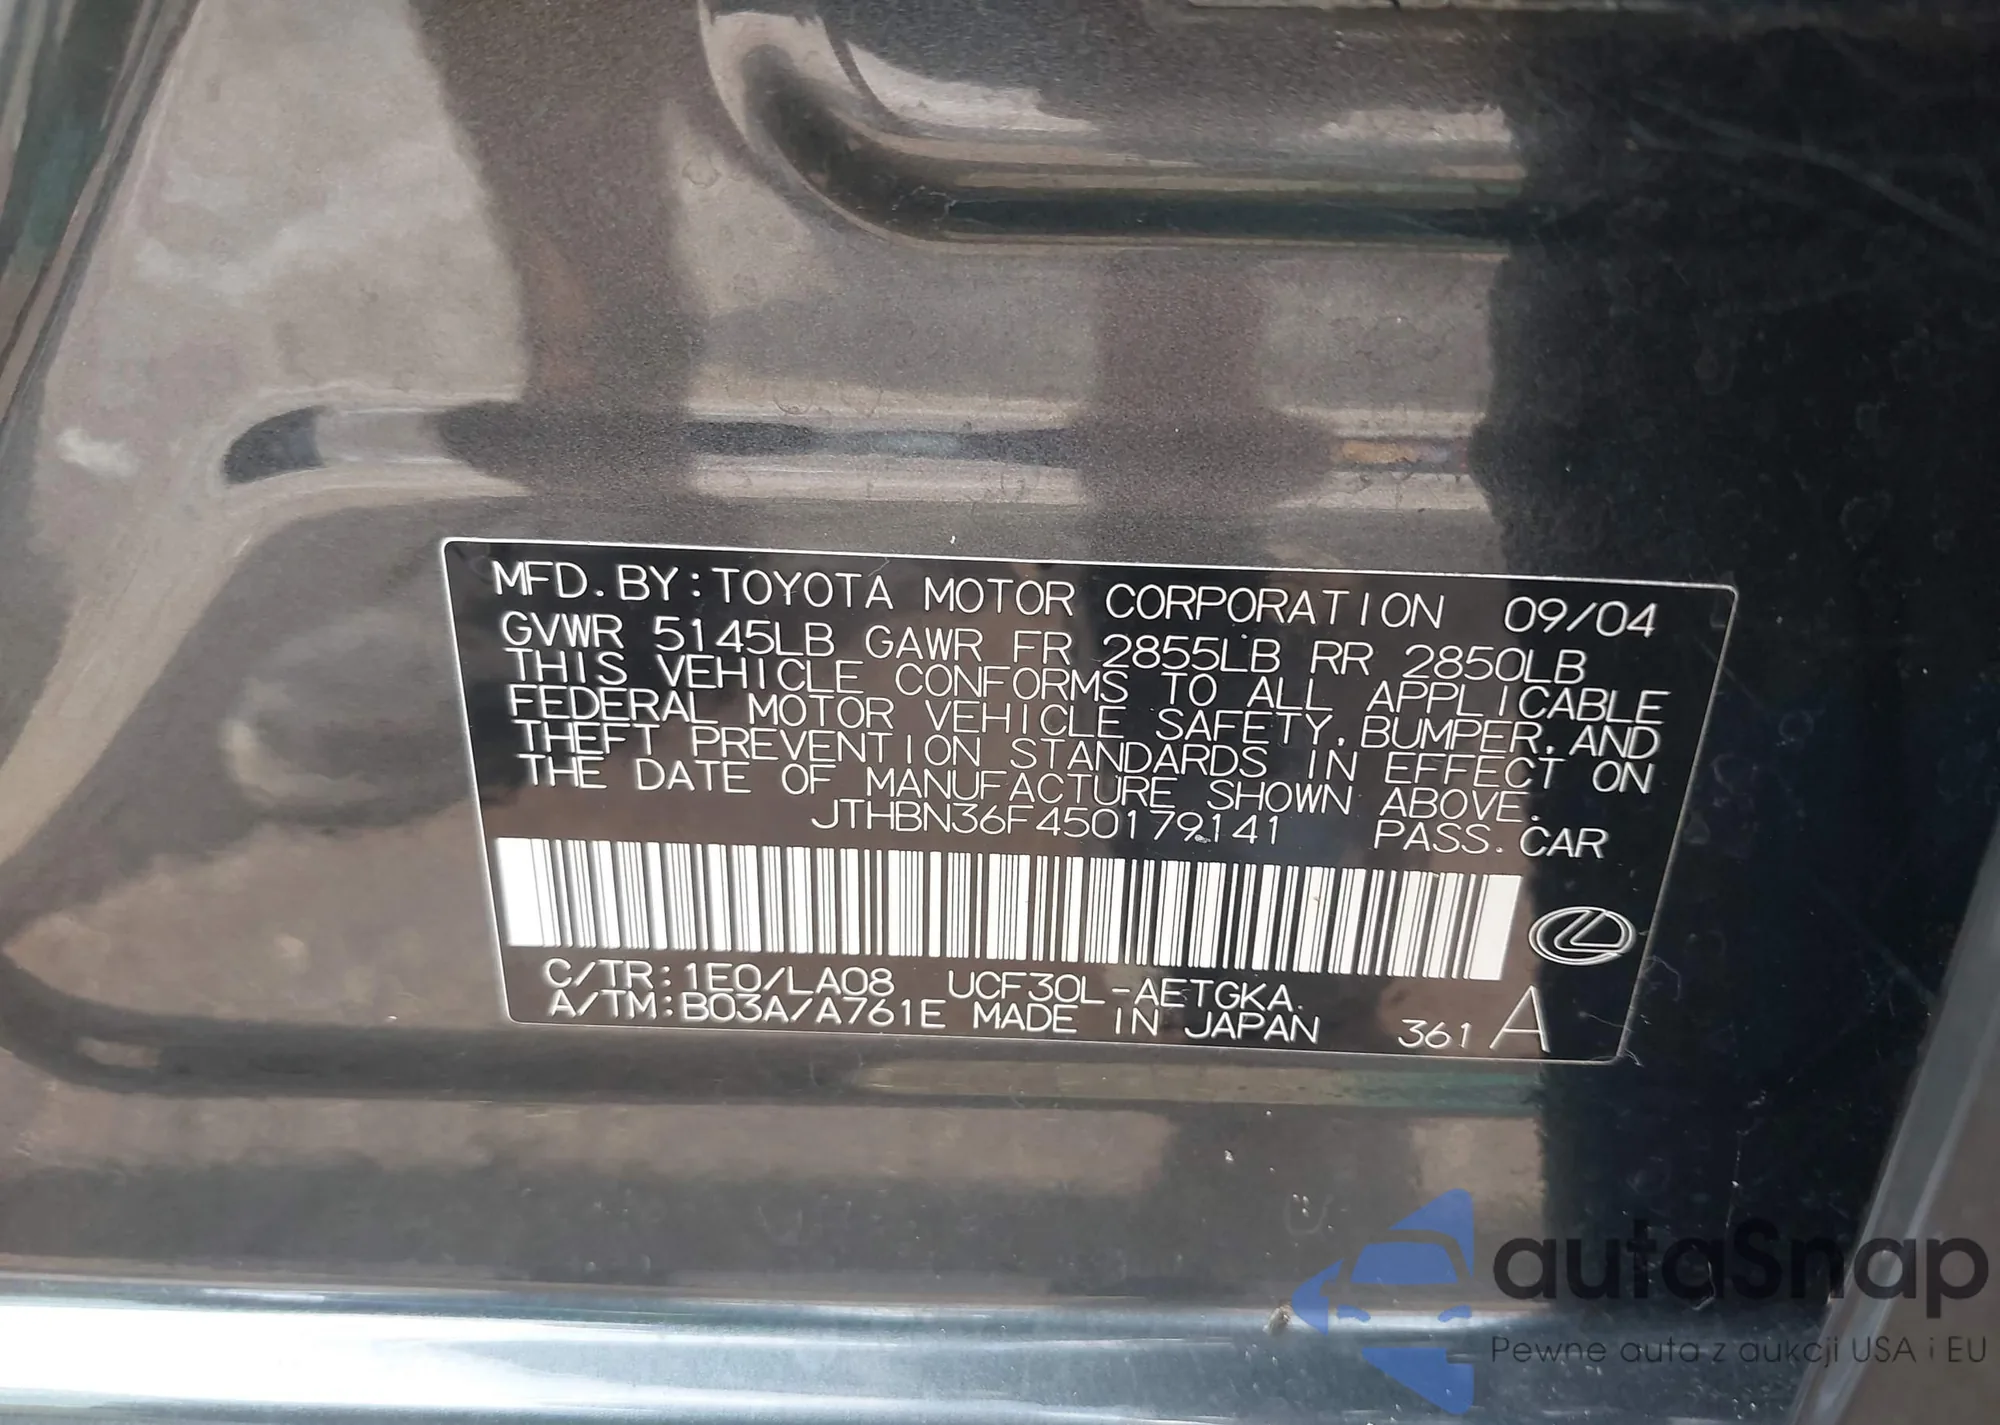 MFD. BY: TOYOTA MOTOR CORPORATION 09/04
GVWR 5145LB GAWR FR 2855LB RR 2850LB
THIS VEHICLE CONFORMS TO ALL APPLICABLE
FEDERAL MOTOR VEHICLE SAFETY, BUMPER, AND
THEFT PREVENTION STANDARDS IN EFFECT ON
THE DATE OF MANUFACTURE SHOWN ABOVE.
JTHBN36F450179141 PASS. CAR
C/TR: 1E0/LA08 UCF30L-AETGKA
A/TM: B03A/A761E MADE IN JAPAN 361 A
autaSnap
Pewne auta z aukcji USA i EU